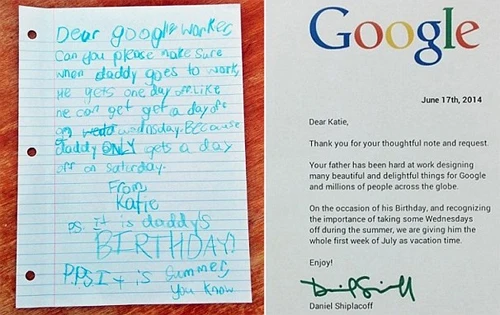 Dear google worker,
Can you please make sure
when daddy goes to work,
He gets one day off. Like
he can get get a day off
on wedd wednsday. Because
daddy ONLY gets a day
off on saturday.
From
Katie
P.S. It is daddy's
BIRTHDAY!
P.P.S. It is summer,
You know
Google
June 17th, 2014
Dear Katie,
Thank you for your thoughtful note and request.
Your father has been hard at work designing
many beautiful and delightful things for Google
and millions of people across the globe.
On the occasion of his Birthday, and recognizing
the importance of taking some Wednesdays
off during the summer, we are giving him the
whole first week of July as vacation time.
Enjoy!
Daniel Shiplacoff